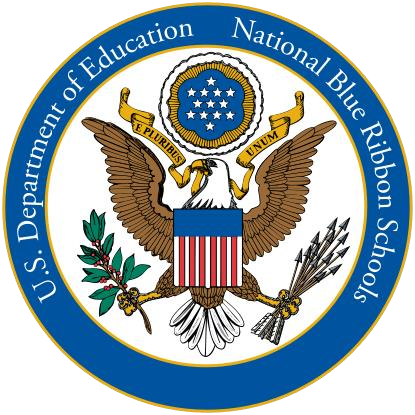 U.S. Department of Education
National Blue Ribbon Schools
E PLURIBUS
UNUM